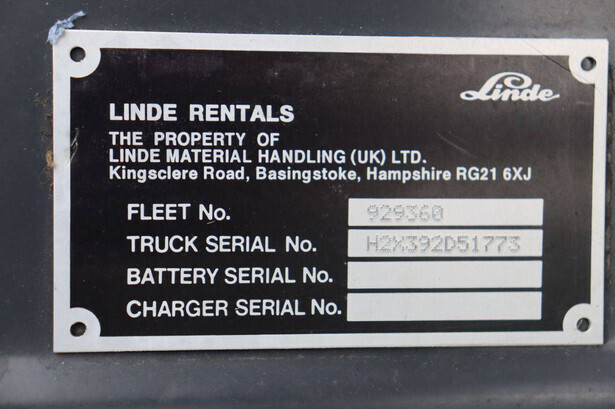 Linde
LINDE RENTALS
THE PROPERTY OF
LINDE MATERIAL HANDLING (UK) LTD.
Kingsclere Road, Basingstoke, Hampshire RG21 6XJ
FLEET No. 929360
TRUCK SERIAL No. H2X392D51773
BATTERY SERIAL No.
CHARGER SERIAL No.